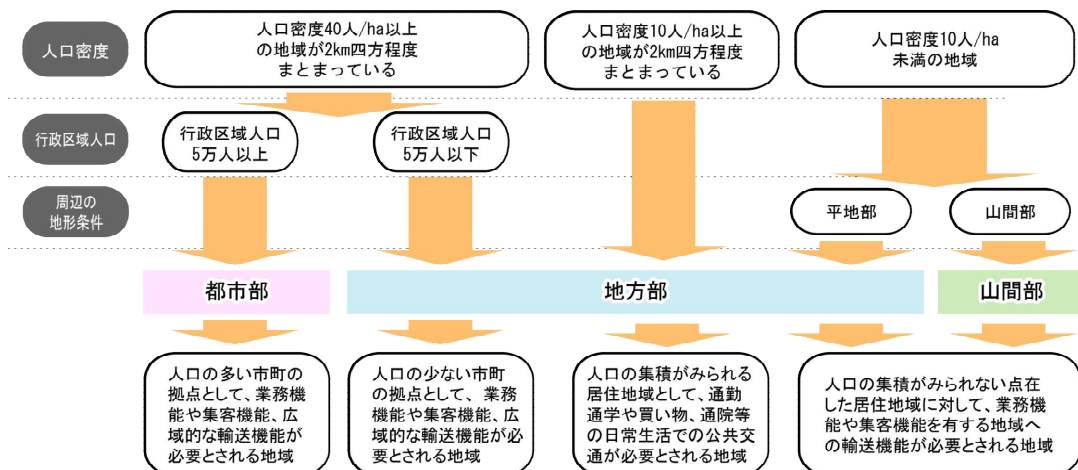 人口密度
人口密度40人/ha以上
の地域が2km四方程度
まとまっている
人口密度10人/ha以上
の地域が2km四方程度
まとまっている
人口密度10人/ha
未満の地域
行政区域人口
行政区域人口
5万人以上
行政区域人口
5万人以下
周辺の
地形条件
平地部
山間部
都市部
地方部
山間部
人口の多い市町の
拠点として、業務機
能や集客機能、広
域的な輸送機能が
必要とされる地域
人口の少ない市町
の拠点として、業務
機能や集客機能、広
域的な輸送機能が必
要とされる地域
人口の集積がみられる
居住地域として、通勤
通学や買い物、通院等
の日常生活での公共交
通が必要とされる地域
人口の集積がみられない点在
した居住地域に対して、業務機
能や集客機能を有する地域へ
の輸送機能が必要とされる地域